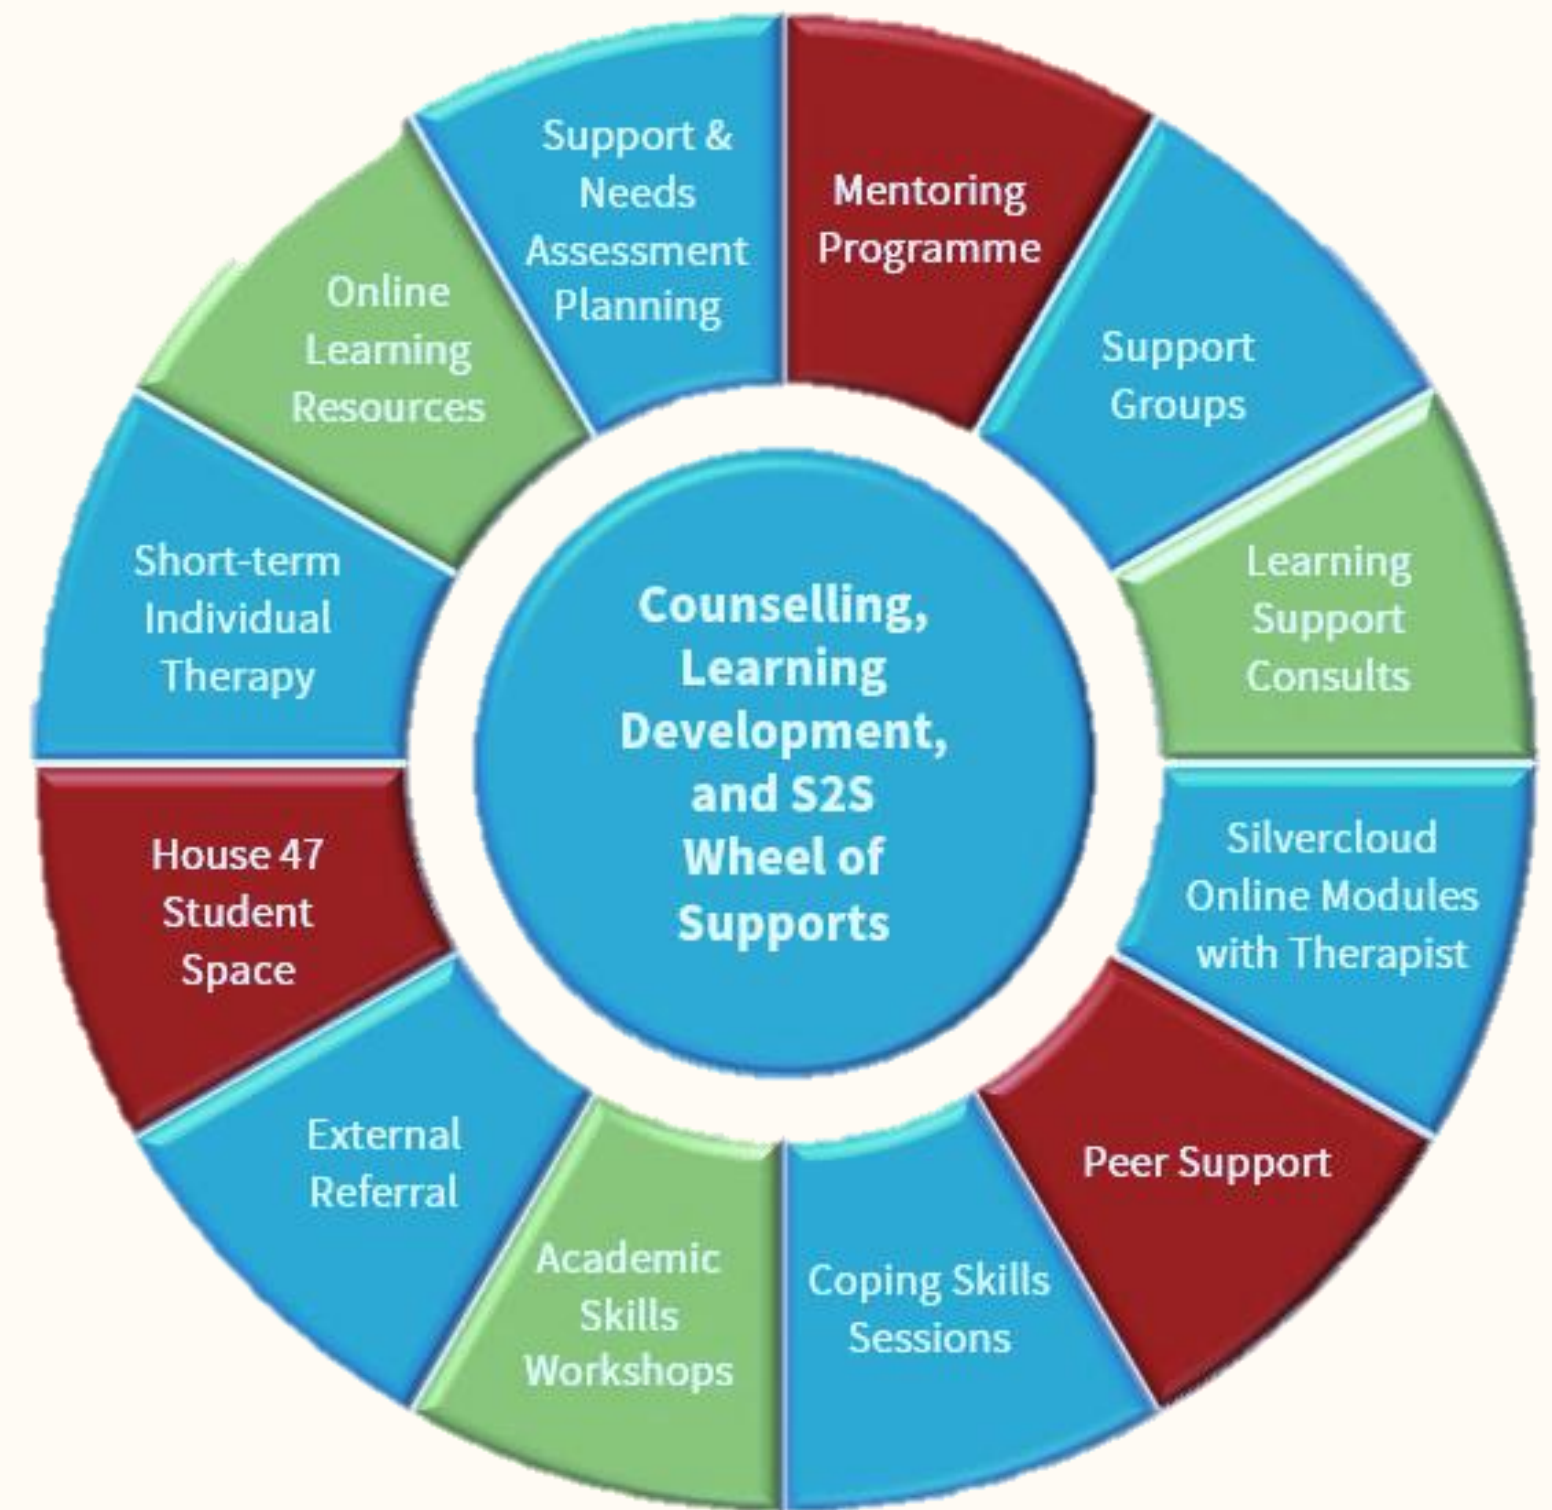 Support &
Needs
Assessment
Planning
Mentoring
Programme
Support
Groups
Learning
Support
Consults
Silvercloud
Online Modules
with Therapist
Peer Support
Coping Skills
Sessions
Academic
Skills
Workshops
External
Referral
House 47
Student
Space
Short-term
Individual
Therapy
Online
Learning
Resources
Counselling,
Learning
Development,
and S2S
Wheel of
Supports